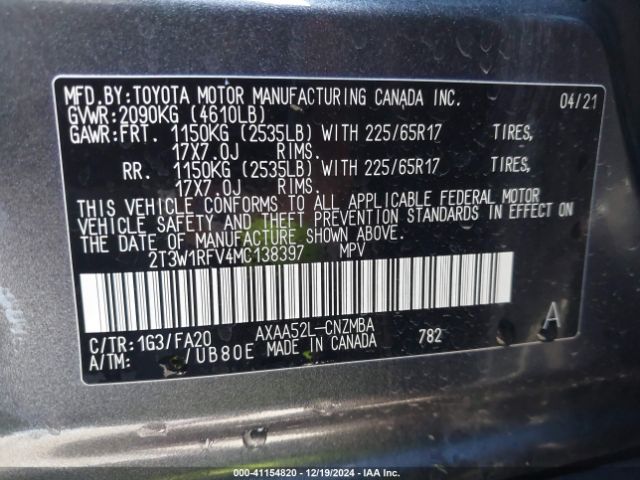 MFD.BY:TOYOTA MOTOR MANUFACTURING CANADA INC. 04/21
GVWR:2090KG (4610LB)
GAWR:FRT. 1150KG (2535LB) WITH 225/65R17 TIRES,
17X7.0J RIMS.
RR. 1150KG (2535LB) WITH 225/65R17 TIRES,
17X7.0J RIMS.
THIS VEHICLE CONFORMS TO ALL APPLICABLE FEDERAL MOTOR
VEHICLE SAFETY AND THEFT PREVENTION STANDARDS IN EFFECT ON
THE DATE OF MANUFACTURE SHOWN ABOVE.
2T3W1RFV4MC138397 MPV
C/TR:1G3/FA20 AXAA52L-CNZMBA A
A/TM: /UB80E MADE IN CANADA 782
000-41154820 • 12/19/2024 • IAA Inc.